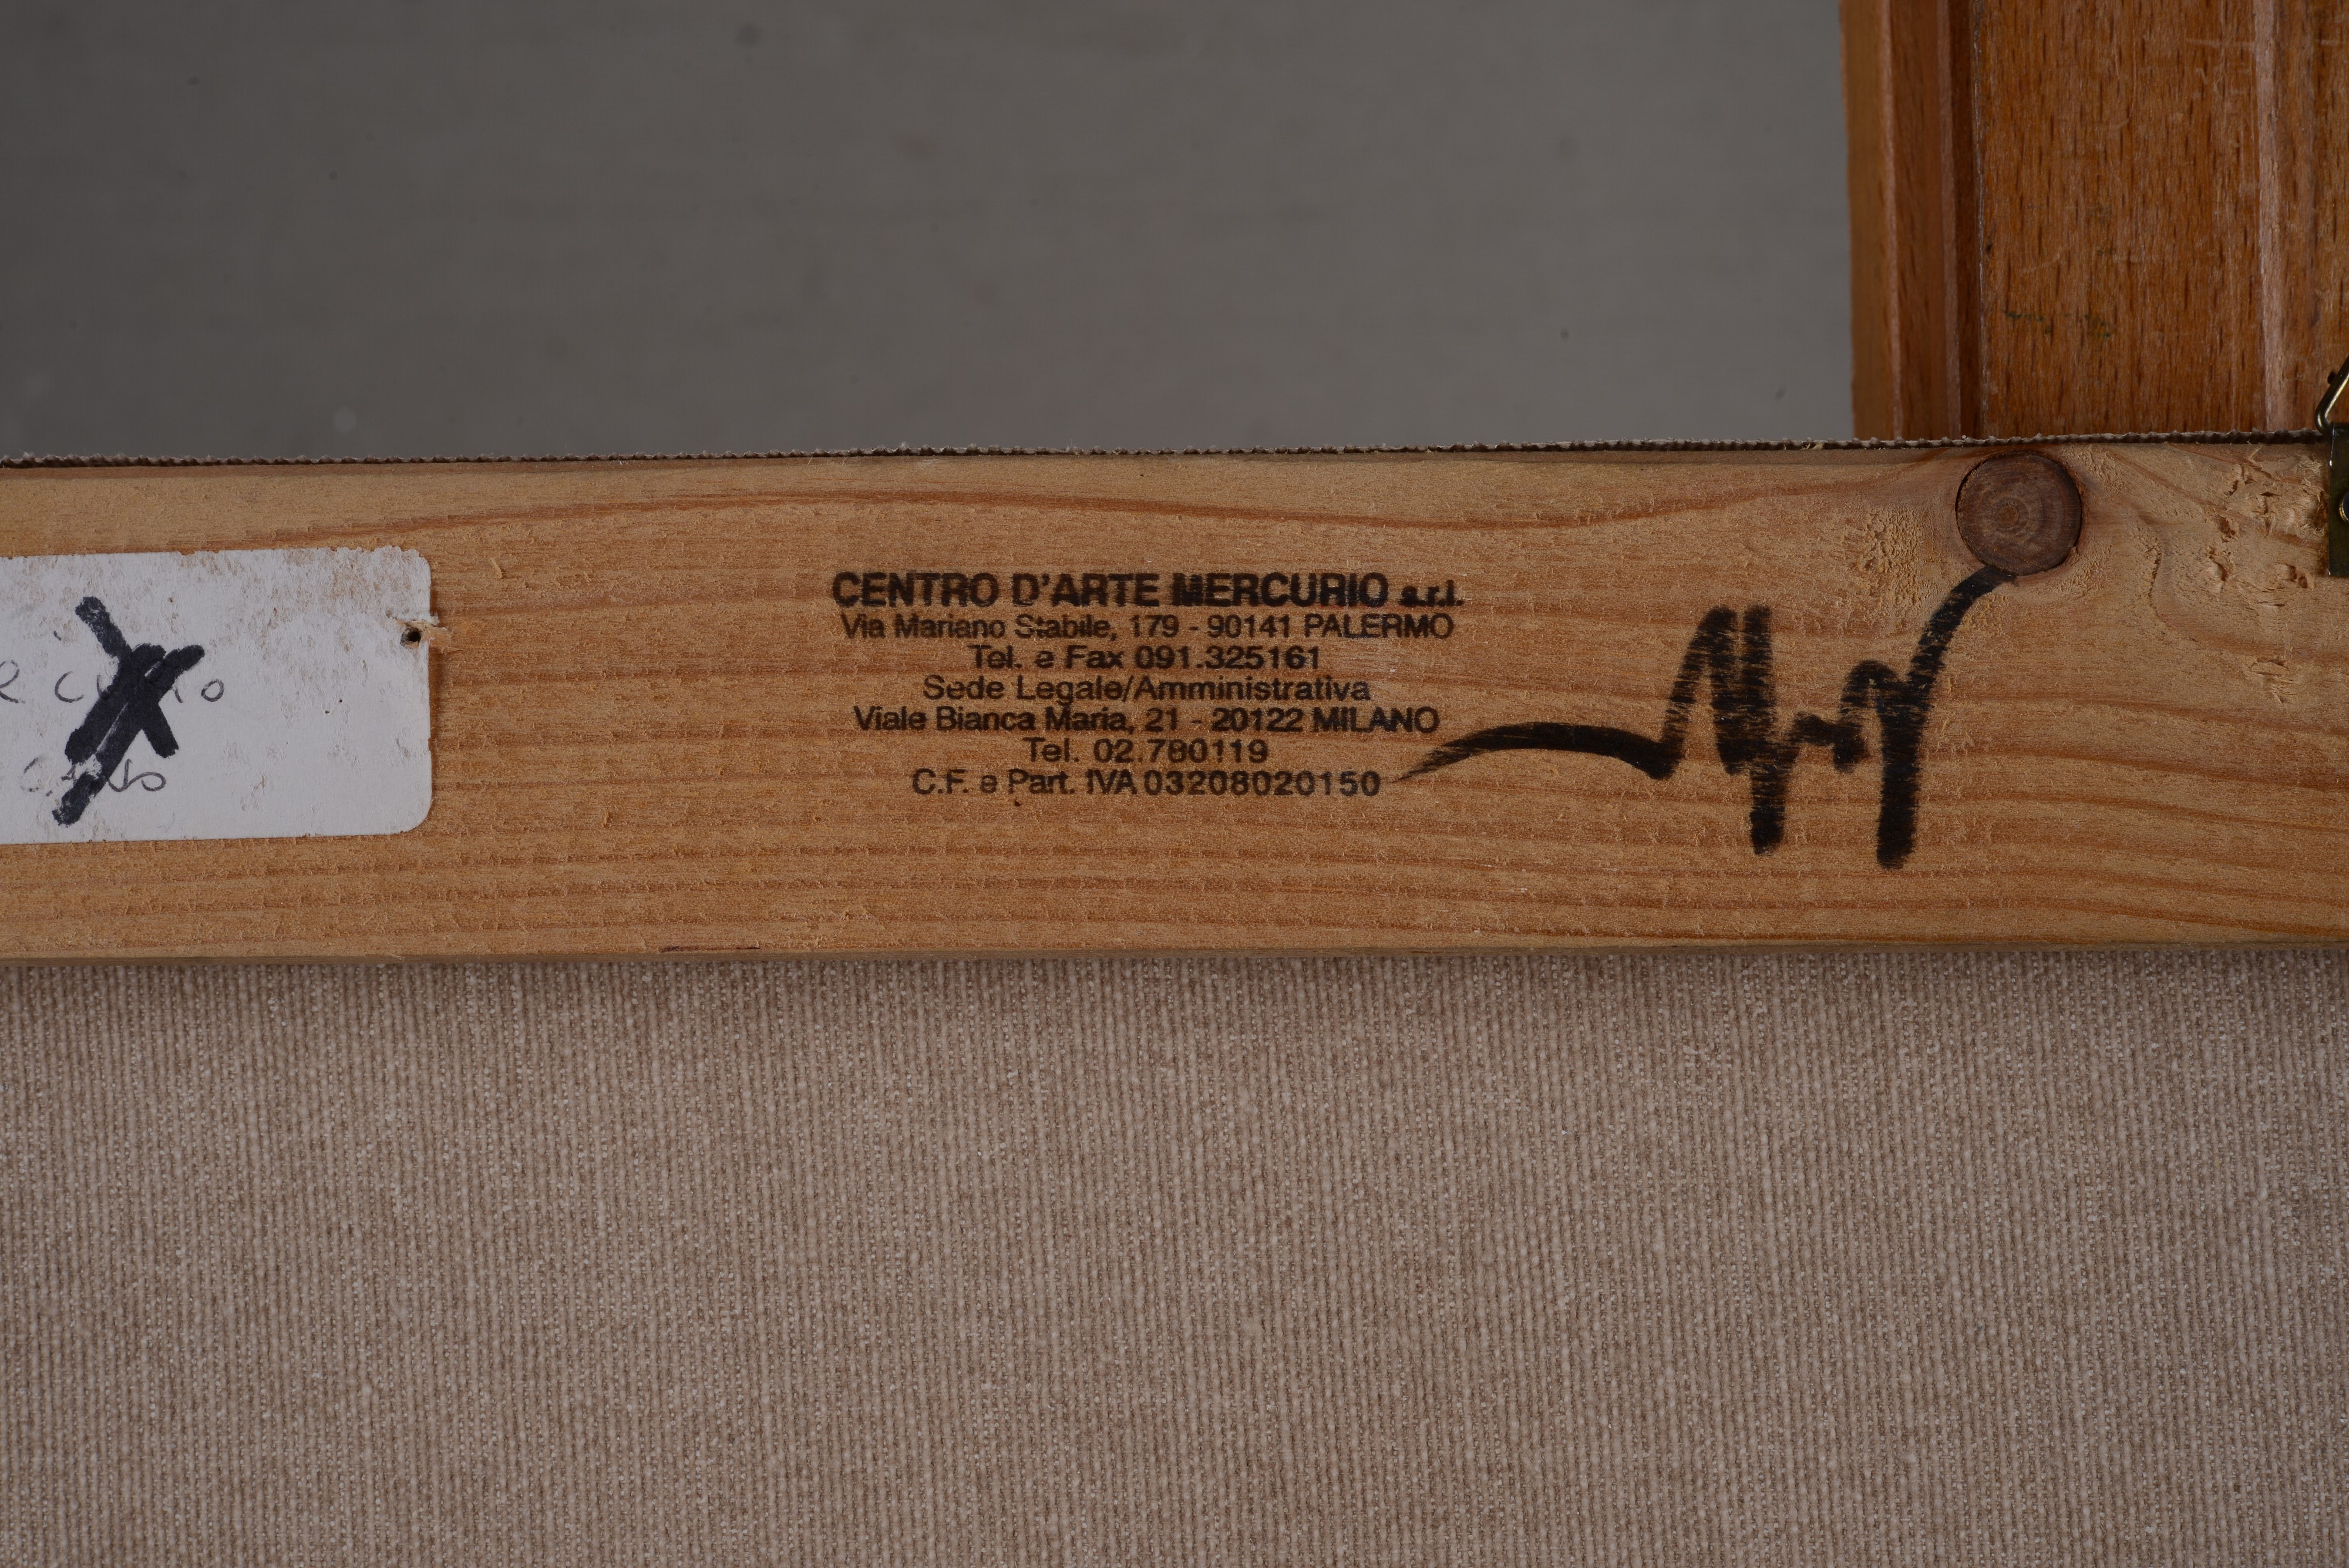 CENTRO D'ARTE MERCURIO s.r.l.
Via Mariano Stabile, 179 - 90141 PALERMO
Tel. e Fax 091.325161
Sede Legale/Amministrativa
Viale Bianca Maria, 21 - 20122 MILANO
Tel. 02.780119
C.F. e Part. IVA 03208020150